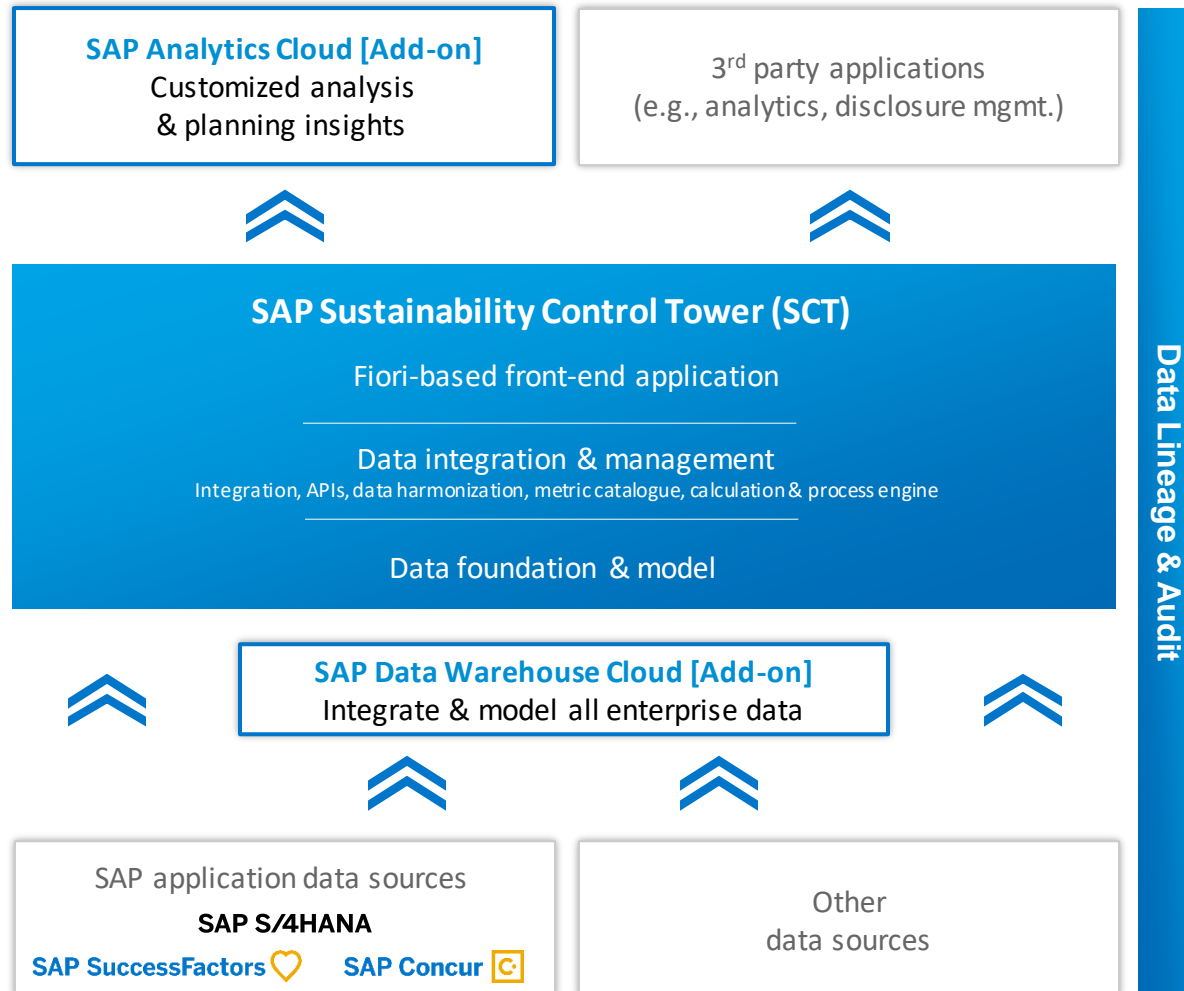 SAP Analytics Cloud [Add-on]
Customized analysis
& planning insights
3rd party applications
(e.g., analytics, disclosure mgmt.)
SAP Sustainability Control Tower (SCT)
Fiori-based front-end application
Data integration & management
Integration, APIs, data harmonization, metric catalogue, calculation & process engine
Data foundation & model
SAP Data Warehouse Cloud [Add-on]
Integrate & model all enterprise data
SAP application data sources
SAP S/4HANA
SAP SuccessFactors
SAP Concur C
Other
data sources
Data Lineage & Audit